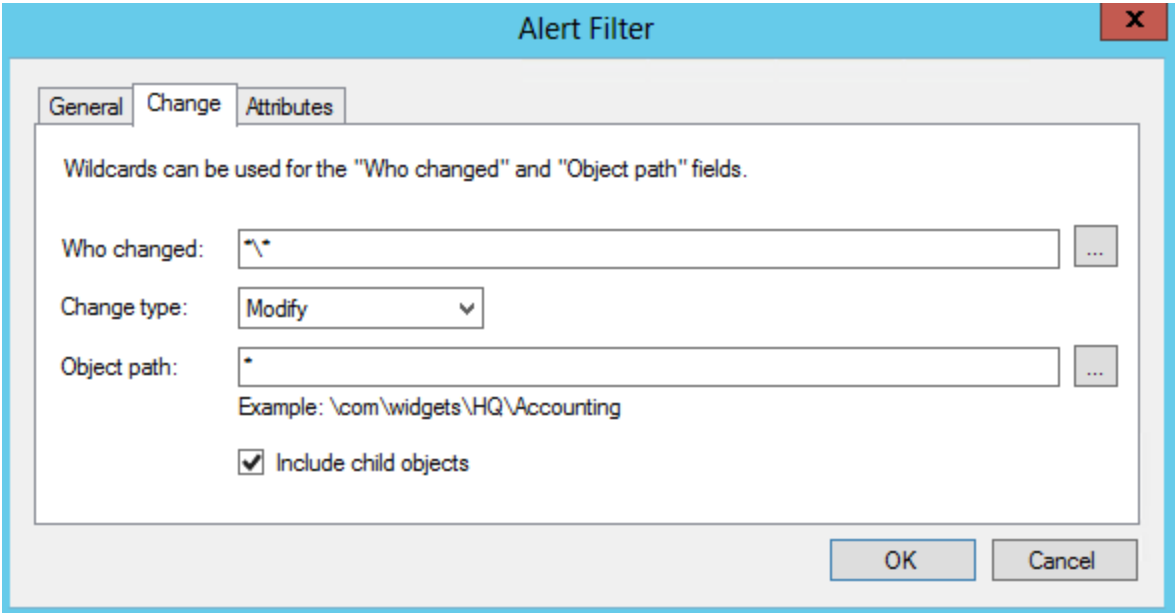 Alert Filter
x
General Change Attributes
Wildcards can be used for the "Who changed" and "Object path" fields.
Who changed: *\* ...
Change type: Modify
Object path: * ...
Example: \com\widgets\HQ\Accounting
Include child objects
OK Cancel